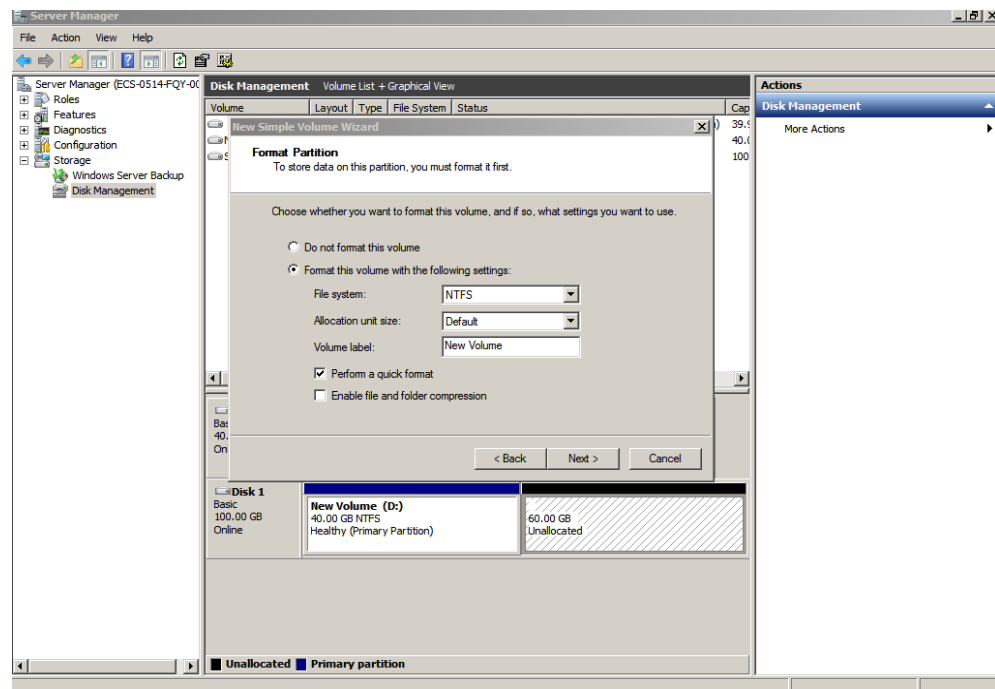 Server Manager
File Action View Help
Server Manager (ECS-0514-FQY-00
Roles
Features
Diagnostics
Configuration
Storage
Windows Server Backup
Disk Management
Disk Management Volume List + Graphical View
Volume Layout Type File System Status Cap
39.9
40.0
100
New Simple Volume Wizard
Format Partition
To store data on this partition, you must format it first.
Choose whether you want to format this volume, and if so, what settings you want to use.
Do not format this volume
Format this volume with the following settings:
File system: NTFS
Allocation unit size: Default
Volume label: New Volume
Perform a quick format
Enable file and folder compression
< Back Next > Cancel
Bas
40.
On
Disk 1
Basic
100.00 GB
Online
New Volume (D:)
40.00 GB NTFS
Healthy (Primary Partition)
60.00 GB
Unallocated
Unallocated Primary partition
Actions
Disk Management
More Actions